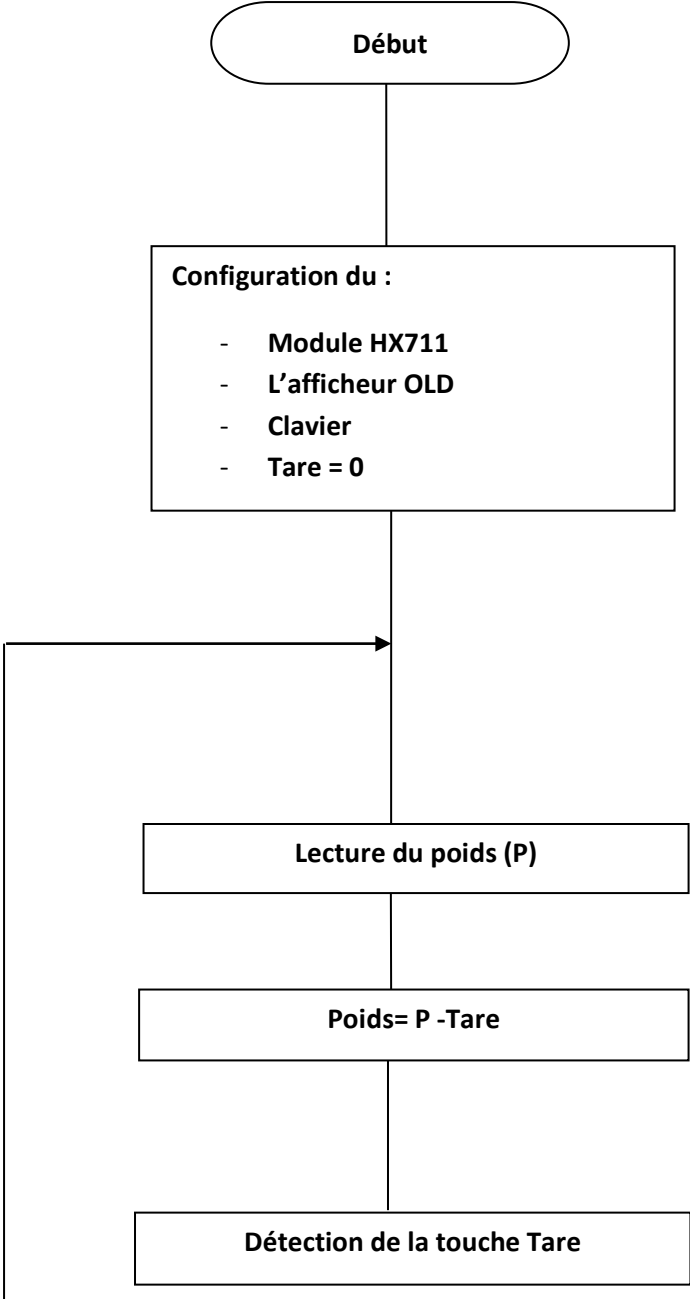 Début
Configuration du :
- Module HX711
- L’afficheur OLD
- Clavier
- Tare = 0
Lecture du poids (P)
Poids= P -Tare
Détection de la touche Tare